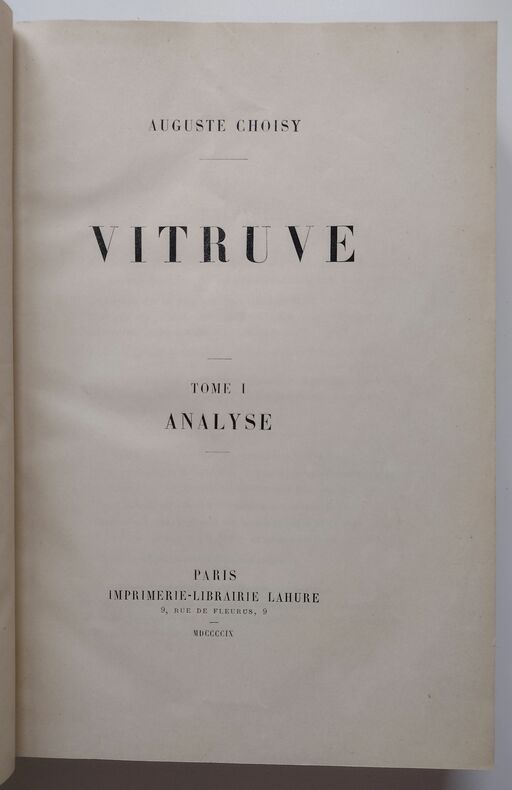 AUGUSTE CHOISY
VITRUVE
TOME I
ANALYSE
PARIS
IMPRIMERIE-LIBRAIRIE LAHURE
9, RUE DE FLEURUS, 9
MDCCCCIX